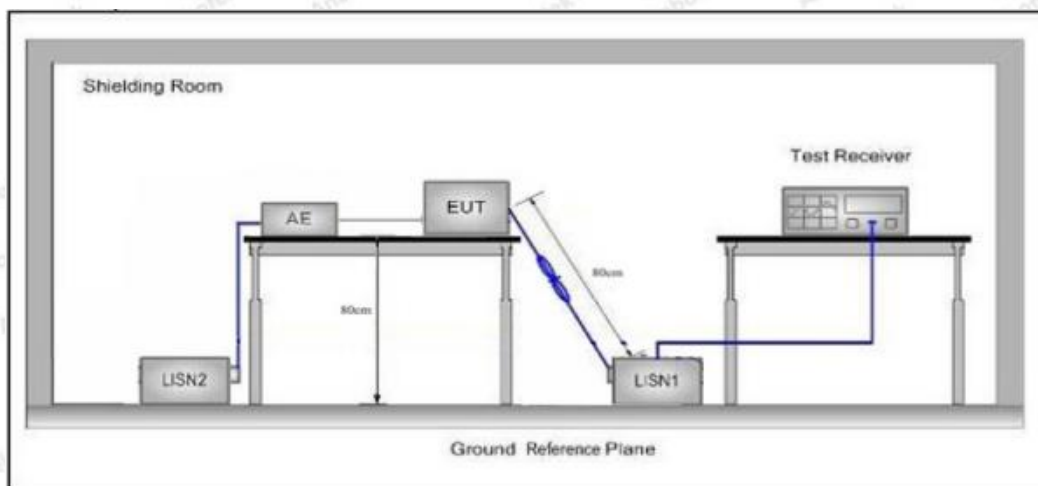 Shielding Room
Test Receiver
EUT
AE
80cm
80cm
LISN2
LISN1
Ground Reference Plane